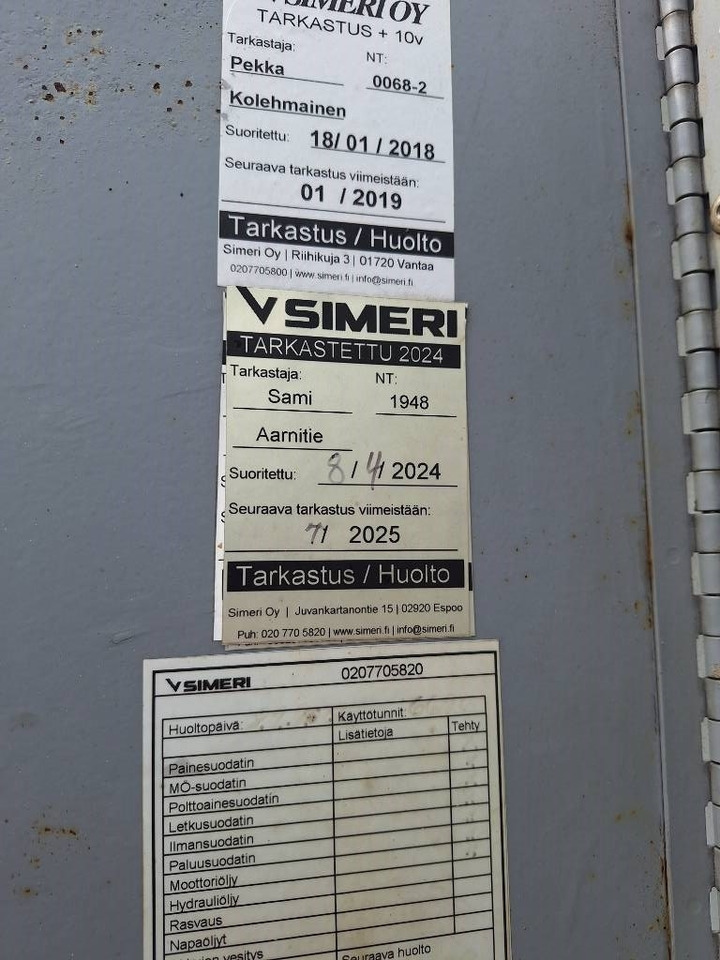 SIMERI OY
TARKASTUS + 10v
Tarkastaja: NT:
Pekka 0068-2
Kolehmainen
Suoritettu: 18/ 01 / 2018
Seuraava tarkastus viimeistään:
01 / 2019
Tarkastus / Huolto
Simeri Oy | Riihikuja 3 | 01720 Vantaa
0207705800 | www.simeri.fi | info@simeri.fi
SIMERI
TARKASTETTU 2024
Tarkastaja: NT:
Sami 1948
Aarnitie
Suoritettu: 8 / 4 / 2024
Seuraava tarkastus viimeistään:
7 / 2025
Tarkastus / Huolto
Simeri Oy | Juvankartanontie 15 | 02920 Espoo
Puh: 020 770 5820 | www.simeri.fi | info@simeri.fi
SIMERI 0207705820
Huoltopäivä: Käyttötunnit:
Lisätietoja Tehty
Painesuodatin
MÖ-suodatin
Polttoainesuodatin
Letkusuodatin
Ilmansuodatin
Paluusuodatin
Moottoriöljy
Hydrauliöljy
Rasvaus
Napaöljyt
vesitys Seuraava huolto